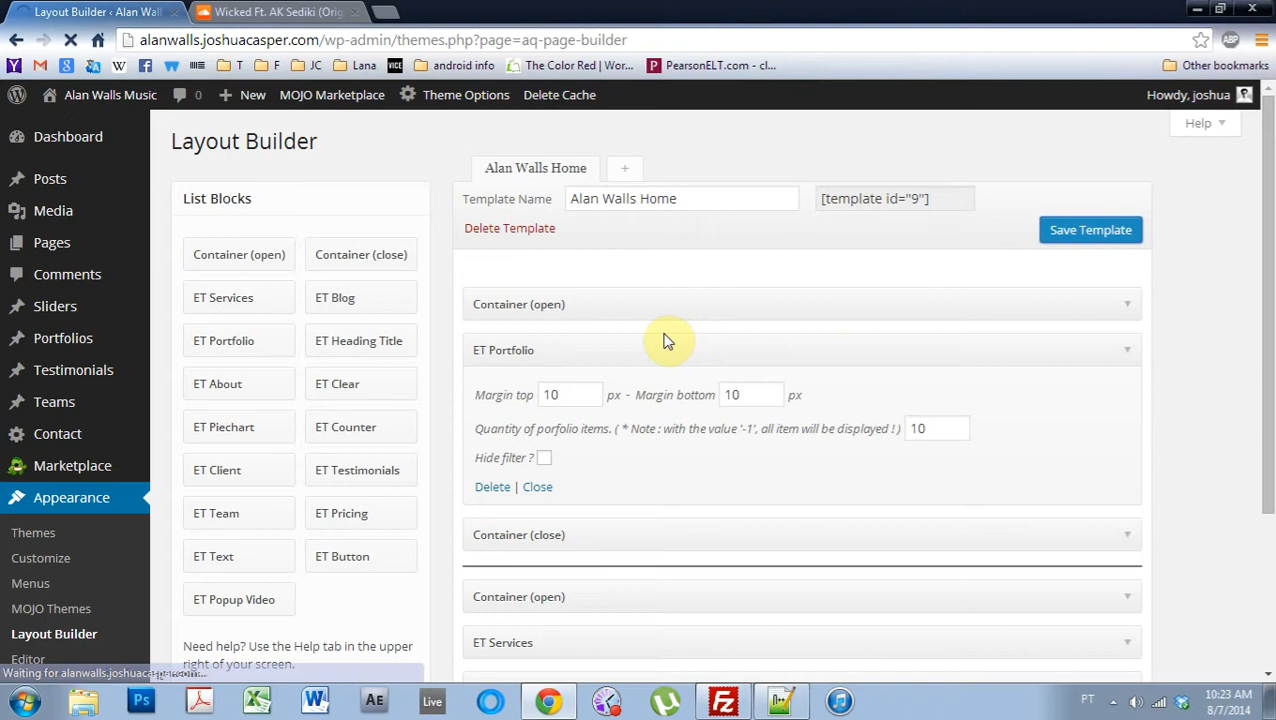 Layout Builder ‹ Alan Wall
Wicked Ft. AK Sediki (Orig
alanwalls.joshuacasper.com/wp-admin/themes.php?page=aq-page-builder
ABP
T
F
JC
Lana
VICE
android info
The Color Red | Wor...
PearsonELT.com - cl...
Other bookmarks
Alan Walls Music
0
New
MOJO Marketplace
Theme Options
Delete Cache
Howdy, joshua
Help
Dashboard
Posts
Media
Pages
Comments
Sliders
Portfolios
Testimonials
Teams
Contact
Marketplace
Appearance
Themes
Customize
Menus
MOJO Themes
Layout Builder
Editor
Layout Builder
List Blocks
Container (open)
Container (close)
ET Services
ET Blog
ET Portfolio
ET Heading Title
ET About
ET Clear
ET Piechart
ET Counter
ET Client
ET Testimonials
ET Team
ET Pricing
ET Text
ET Button
ET Popup Video
Need help? Use the Help tab in the upper
right of your screen.
Alan Walls Home
+
Template Name
Alan Walls Home
[template id="9"]
Delete Template
Save Template
Container (open)
ET Portfolio
Margin top 10 px - Margin bottom 10 px
Quantity of porfolio items. ( * Note : with the value '-1', all item will be displayed ! ) 10
Hide filter ?
Delete | Close
Container (close)
Container (open)
ET Services
Waiting for alanwalls.joshuacasper.com...
Ps
W
Ae
Live
Fz
PT
10:23 AM
8/7/2014